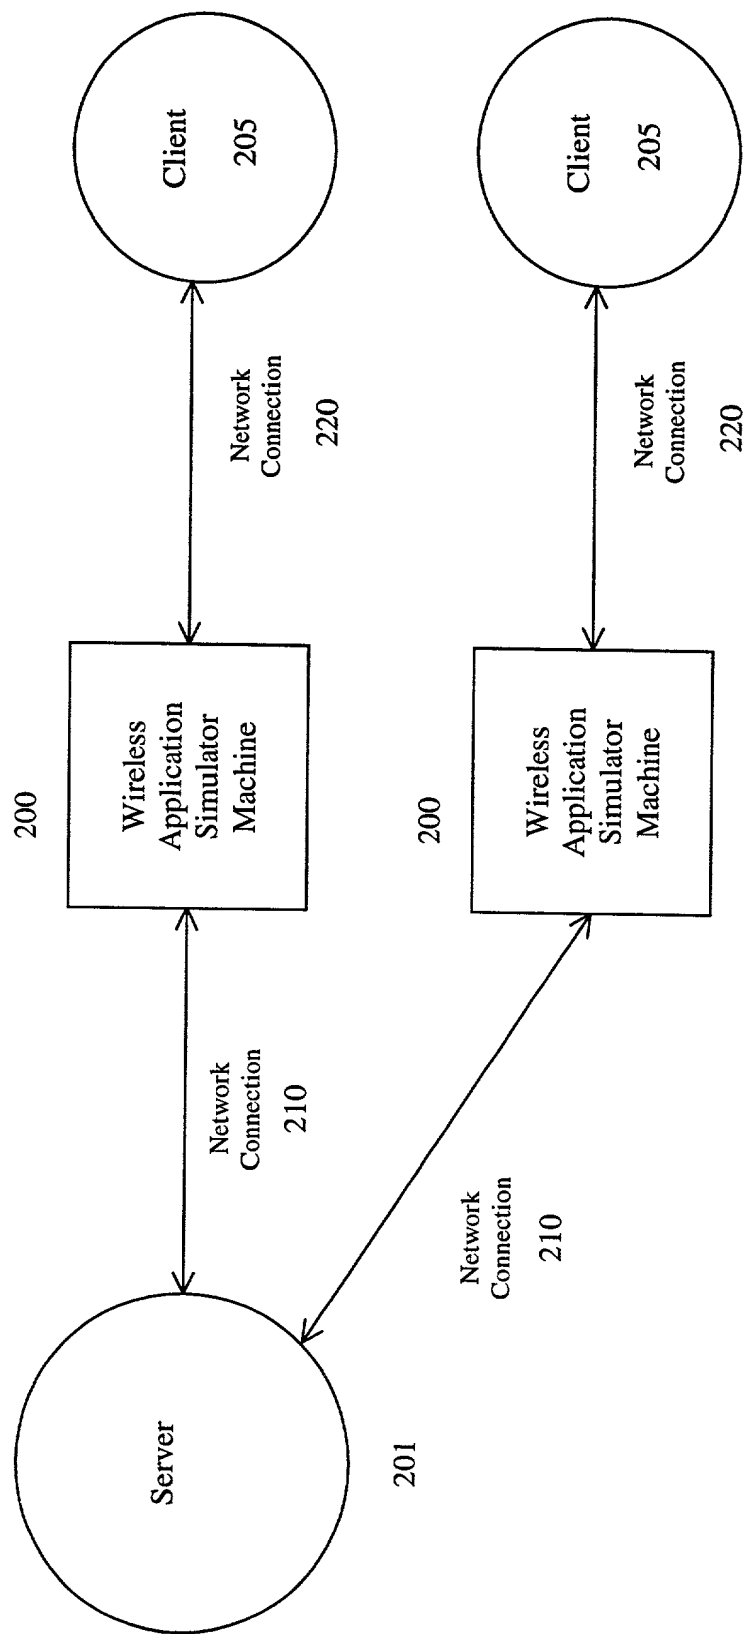 Server
201
Network
Connection
210
Network
Connection
210
200
Wireless
Application
Simulator
Machine
200
Wireless
Application
Simulator
Machine
Network
Connection
220
Network
Connection
220
Client
205
Client
205